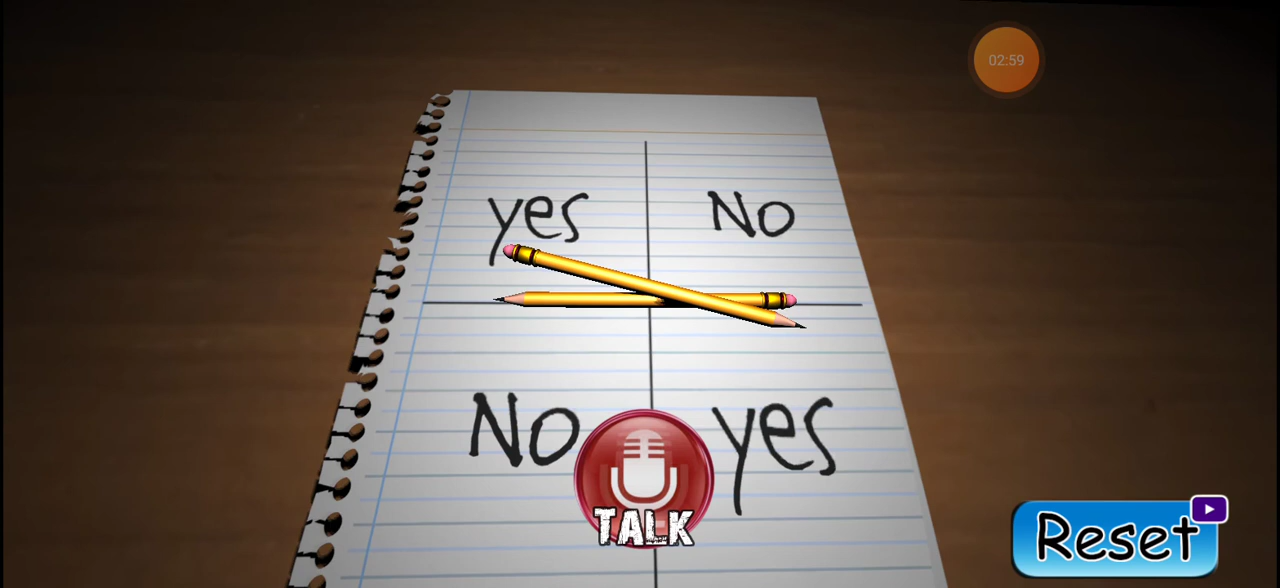 02:59
yes No
No yes
TALK
Reset